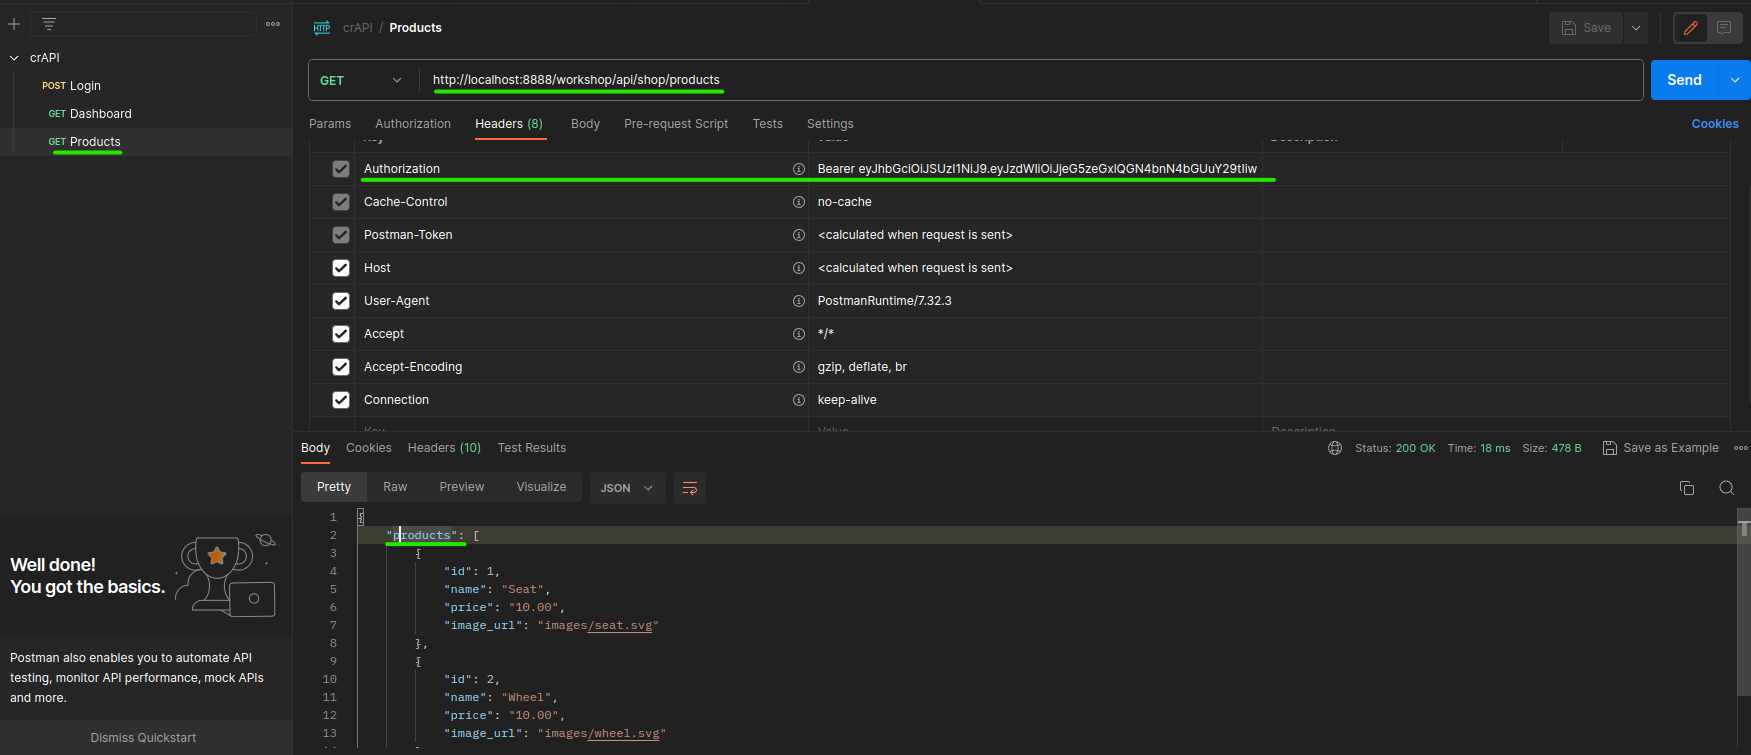 crAPI
POST Login
GET Dashboard
GET Products
Well done!
You got the basics.
Postman also enables you to automate API
testing, monitor API performance, mock APIs
and more.
Dismiss Quickstart
HTTP crAPI / Products
Save
GET http://localhost:8888/workshop/api/shop/products
Send
Params Authorization Headers (8) Body Pre-request Script Tests Settings Cookies
Authorization Bearer eyJhbGciOiJSUzI1NiJ9.eyJzdWIiOiJjeG5zeGxlQGN4bnN4bGUuY29tIiw
Cache-Control no-cache
Postman-Token <calculated when request is sent>
Host <calculated when request is sent>
User-Agent PostmanRuntime/7.32.3
Accept */*
Accept-Encoding gzip, deflate, br
Connection keep-alive
Key Value Description
Body Cookies Headers (10) Test Results Status: 200 OK Time: 18 ms Size: 478 B Save as Example
Pretty Raw Preview Visualize JSON
1 {
2 "products": [
3 {
4 "id": 1,
5 "name": "Seat",
6 "price": "10.00",
7 "image_url": "images/seat.svg"
8 },
9 {
10 "id": 2,
11 "name": "Wheel",
12 "price": "10.00",
13 "image_url": "images/wheel.svg"